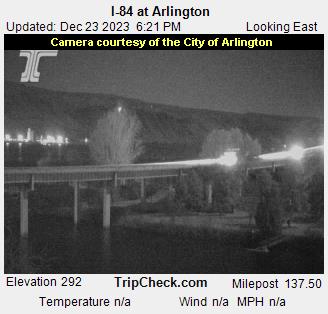 I-84 at Arlington
Updated: Dec 23 2023 6:21 PM Looking East
Camera courtesy of the City of Arlington
Elevation 292 TripCheck.com Milepost 137.50
Temperature n/a Wind n/a MPH n/a